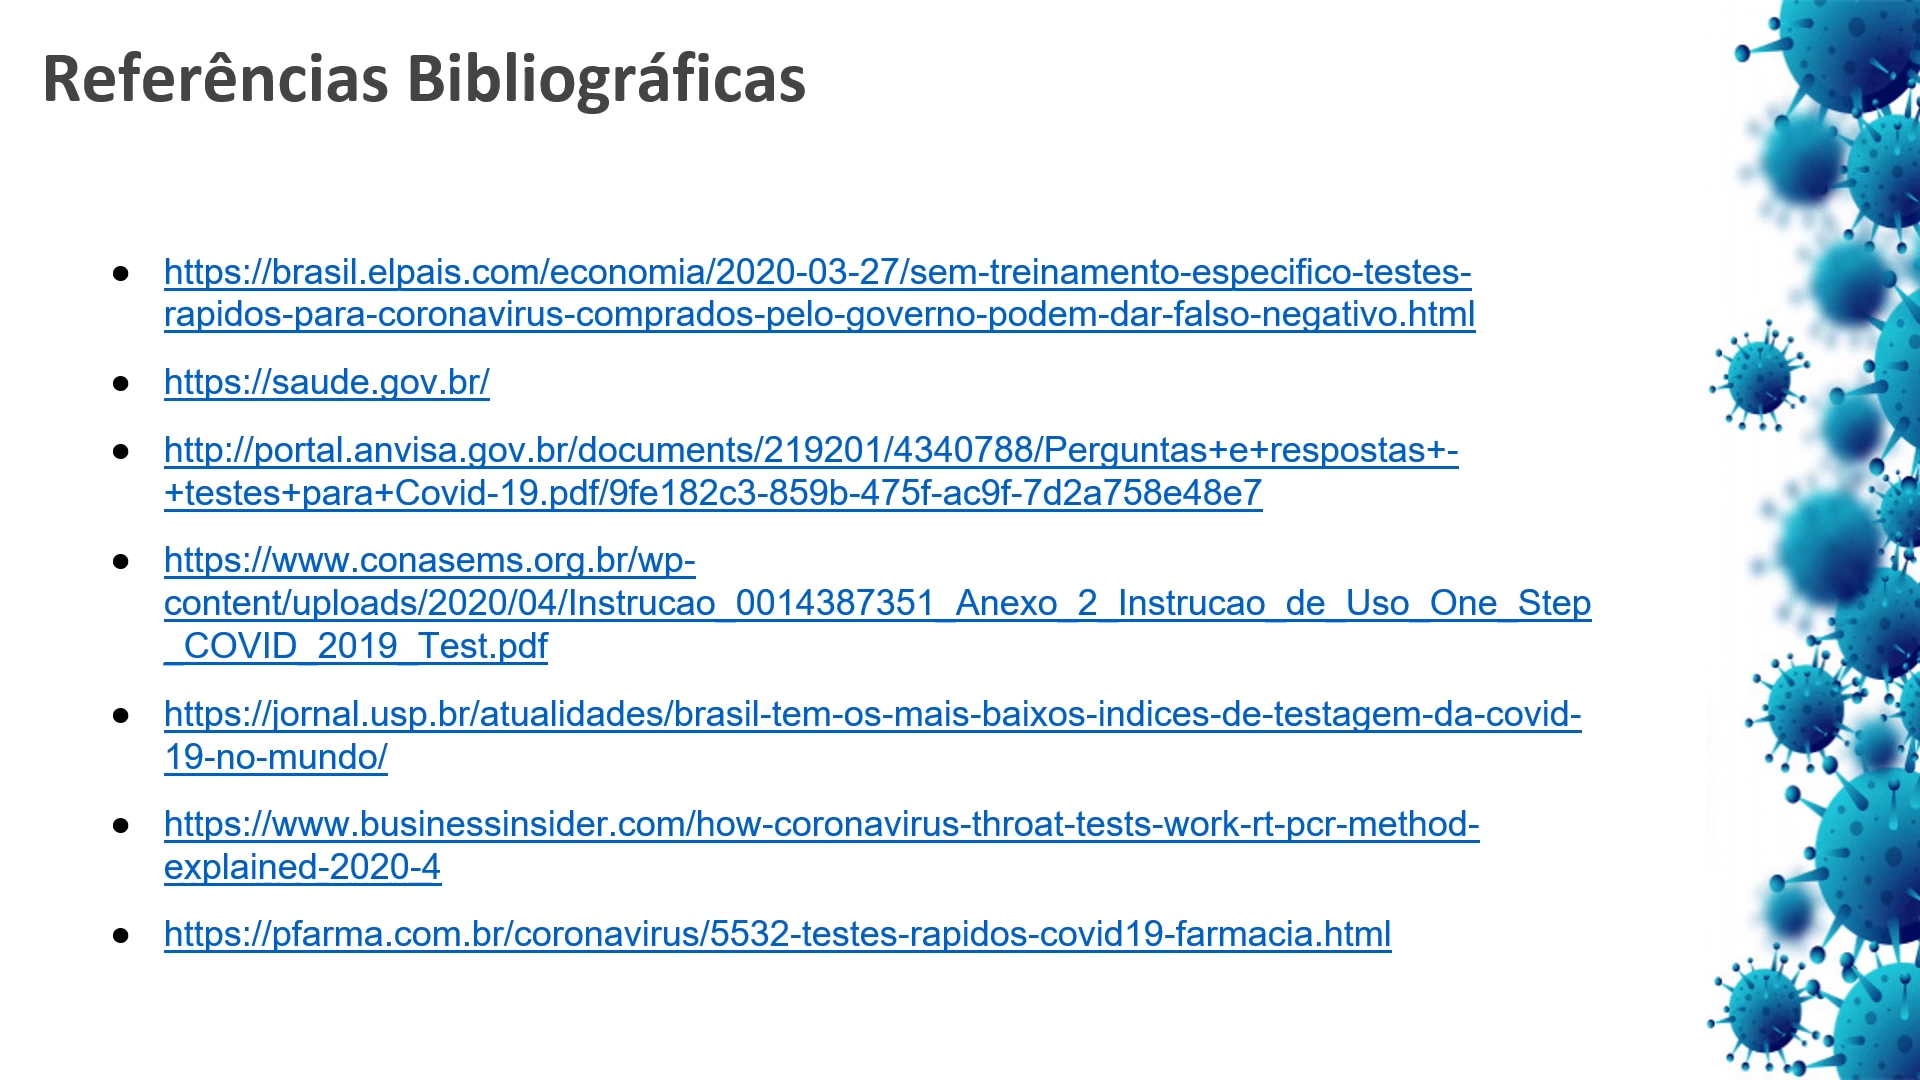 Referências Bibliográficas
● https://brasil.elpais.com/economia/2020-03-27/sem-treinamento-especifico-testes-
rapidos-para-coronavirus-comprados-pelo-governo-podem-dar-falso-negativo.html
● https://saude.gov.br/
● http://portal.anvisa.gov.br/documents/219201/4340788/Perguntas+e+respostas+-
+testes+para+Covid-19.pdf/9fe182c3-859b-475f-ac9f-7d2a758e48e7
● https://www.conasems.org.br/wp-
content/uploads/2020/04/Instrucao_0014387351_Anexo_2_Instrucao_de_Uso_One_Step
_COVID_2019_Test.pdf
● https://jornal.usp.br/atualidades/brasil-tem-os-mais-baixos-indices-de-testagem-da-covid-
19-no-mundo/
● https://www.businessinsider.com/how-coronavirus-throat-tests-work-rt-pcr-method-
explained-2020-4
● https://pfarma.com.br/coronavirus/5532-testes-rapidos-covid19-farmacia.html